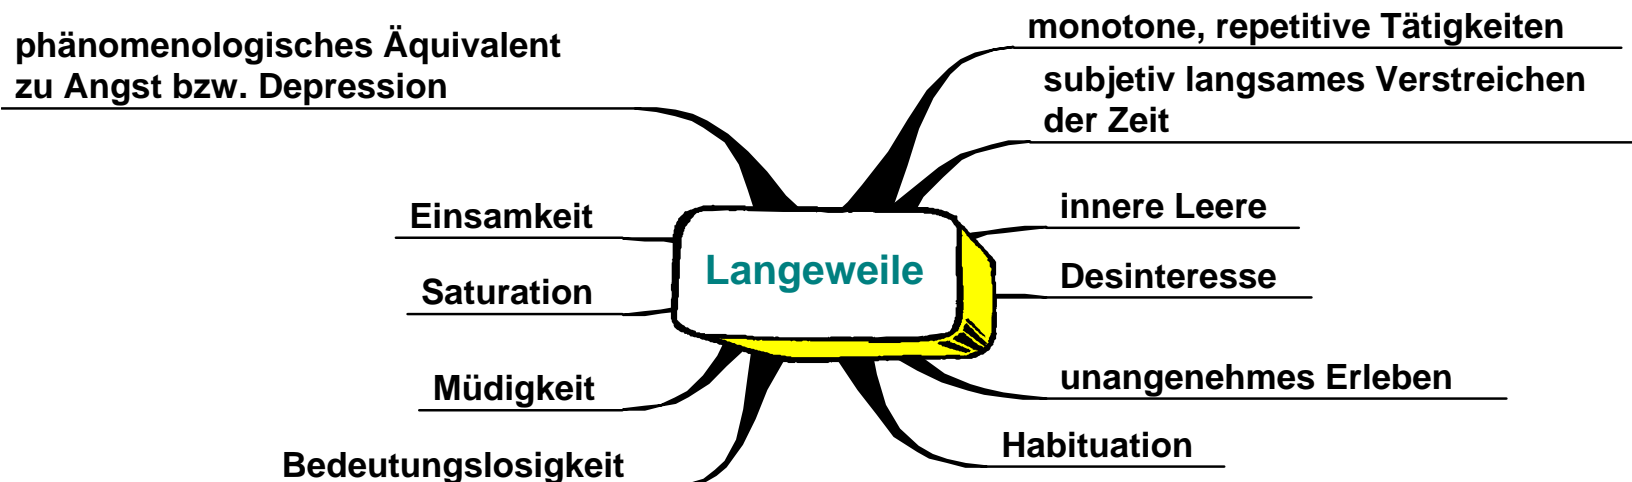 phänomenologisches Äquivalent
zu Angst bzw. Depression
Einsamkeit
Saturation
Müdigkeit
Bedeutungslosigkeit
Langeweile
monotone, repetitive Tätigkeiten
subjetiv langsames Verstreichen
der Zeit
innere Leere
Desinteresse
unangenehmes Erleben
Habituation